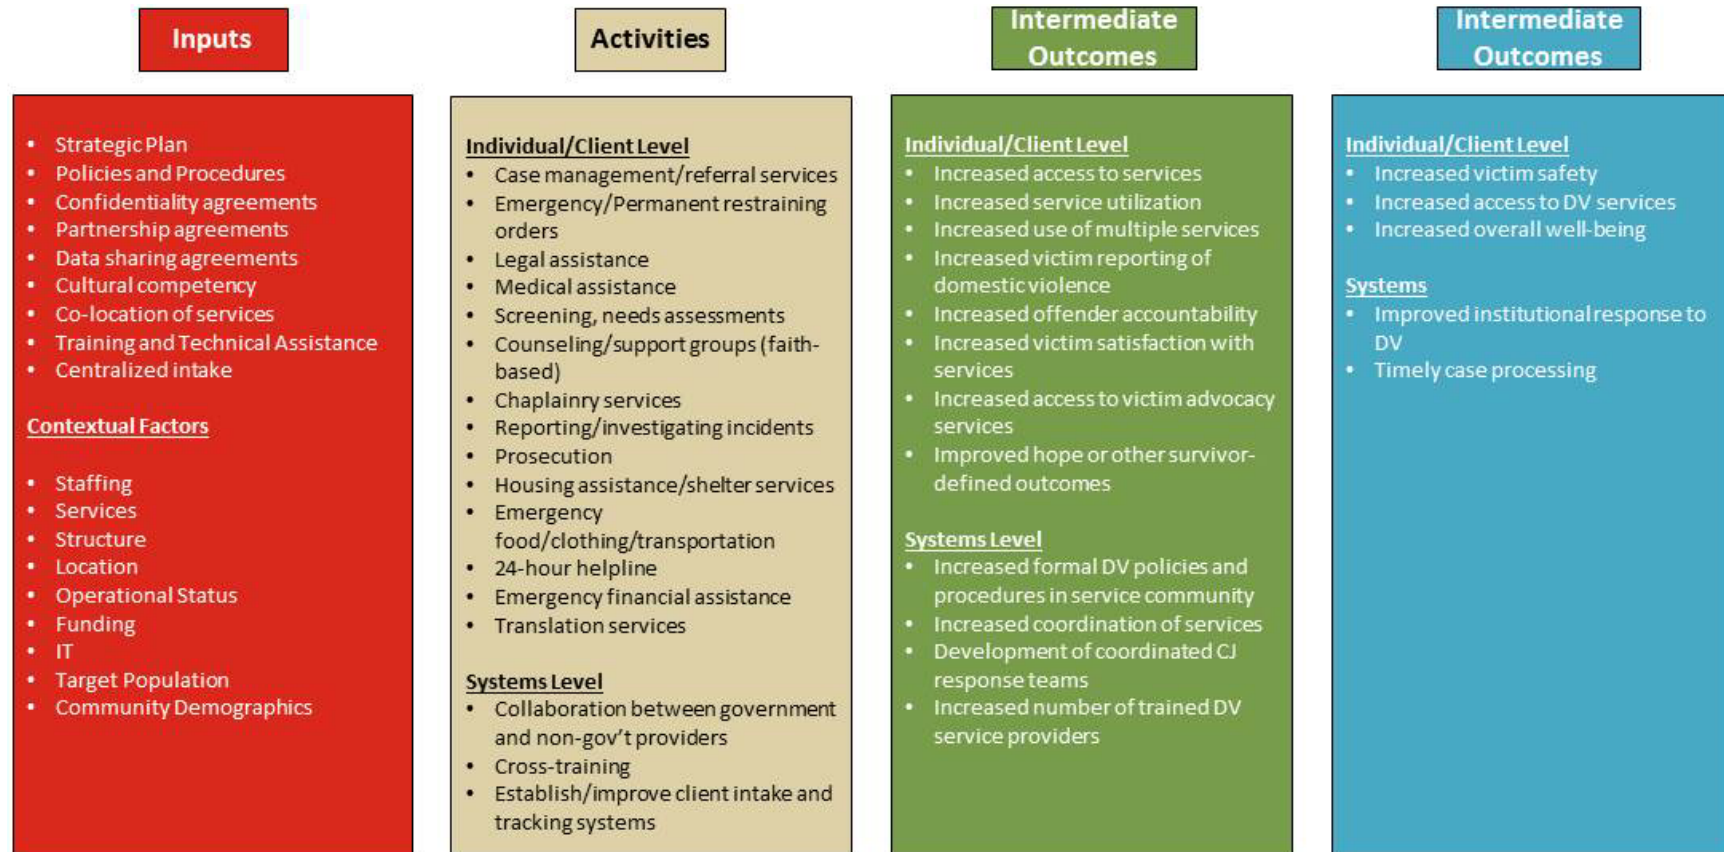 Inputs
• Strategic Plan
• Policies and Procedures
• Confidentiality agreements
• Partnership agreements
• Data sharing agreements
• Cultural competency
• Co-location of services
• Training and Technical Assistance
• Centralized intake
Contextual Factors
• Staffing
• Services
• Structure
• Location
• Operational Status
• Funding
• IT
• Target Population
• Community Demographics
Activities
Individual/Client Level
• Case management/referral services
• Emergency/Permanent restraining
orders
• Legal assistance
• Medical assistance
• Screening, needs assessments
• Counseling/support groups (faith-
based)
• Chaplainry services
• Reporting/investigating incidents
• Prosecution
• Housing assistance/shelter services
• Emergency
food/clothing/transportation
• 24-hour helpline
• Emergency financial assistance
• Translation services
Systems Level
• Collaboration between government
and non-gov't providers
• Cross-training
• Establish/improve client intake and
tracking systems
Intermediate
Outcomes
Individual/Client Level
• Increased access to services
• Increased service utilization
• Increased use of multiple services
• Increased victim reporting of
domestic violence
• Increased offender accountability
• Increased victim satisfaction with
services
• Increased access to victim advocacy
services
• Improved hope or other survivor-
defined outcomes
Systems Level
• Increased formal DV policies and
procedures in service community
• Increased coordination of services
• Development of coordinated CJ
response teams
• Increased number of trained DV
service providers
Intermediate
Outcomes
Individual/Client Level
• Increased victim safety
• Increased access to DV services
• Increased overall well-being
Systems
• Improved institutional response to
DV
• Timely case processing